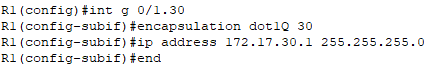 R1(config)#int g 0/1.30
R1(config-subif)#encapsulation dot1Q 30
R1(config-subif)#ip address 172.17.30.1 255.255.255.0
R1(config-subif)#end